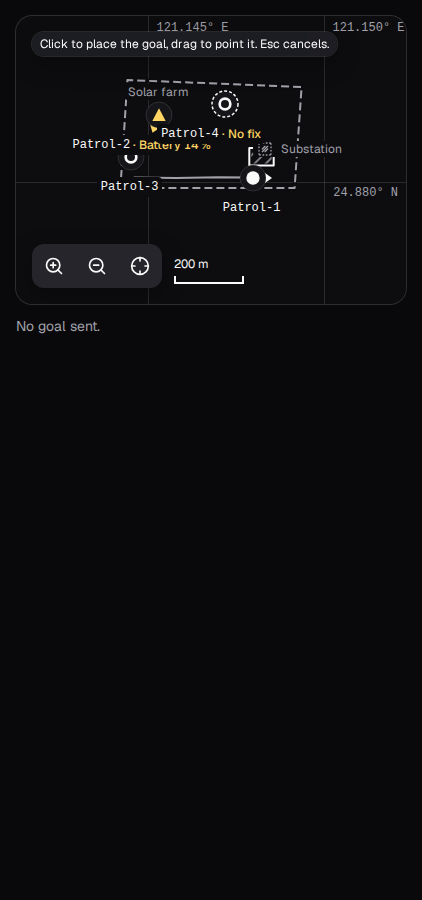 121.145° E
121.150° E
Click to place the goal, drag to point it. Esc cancels.
Solar farm
Patrol-4 · No fix
Patrol-2 · Battery 14 %
Substation
Patrol-3
24.880° N
Patrol-1
200 m
No goal sent.